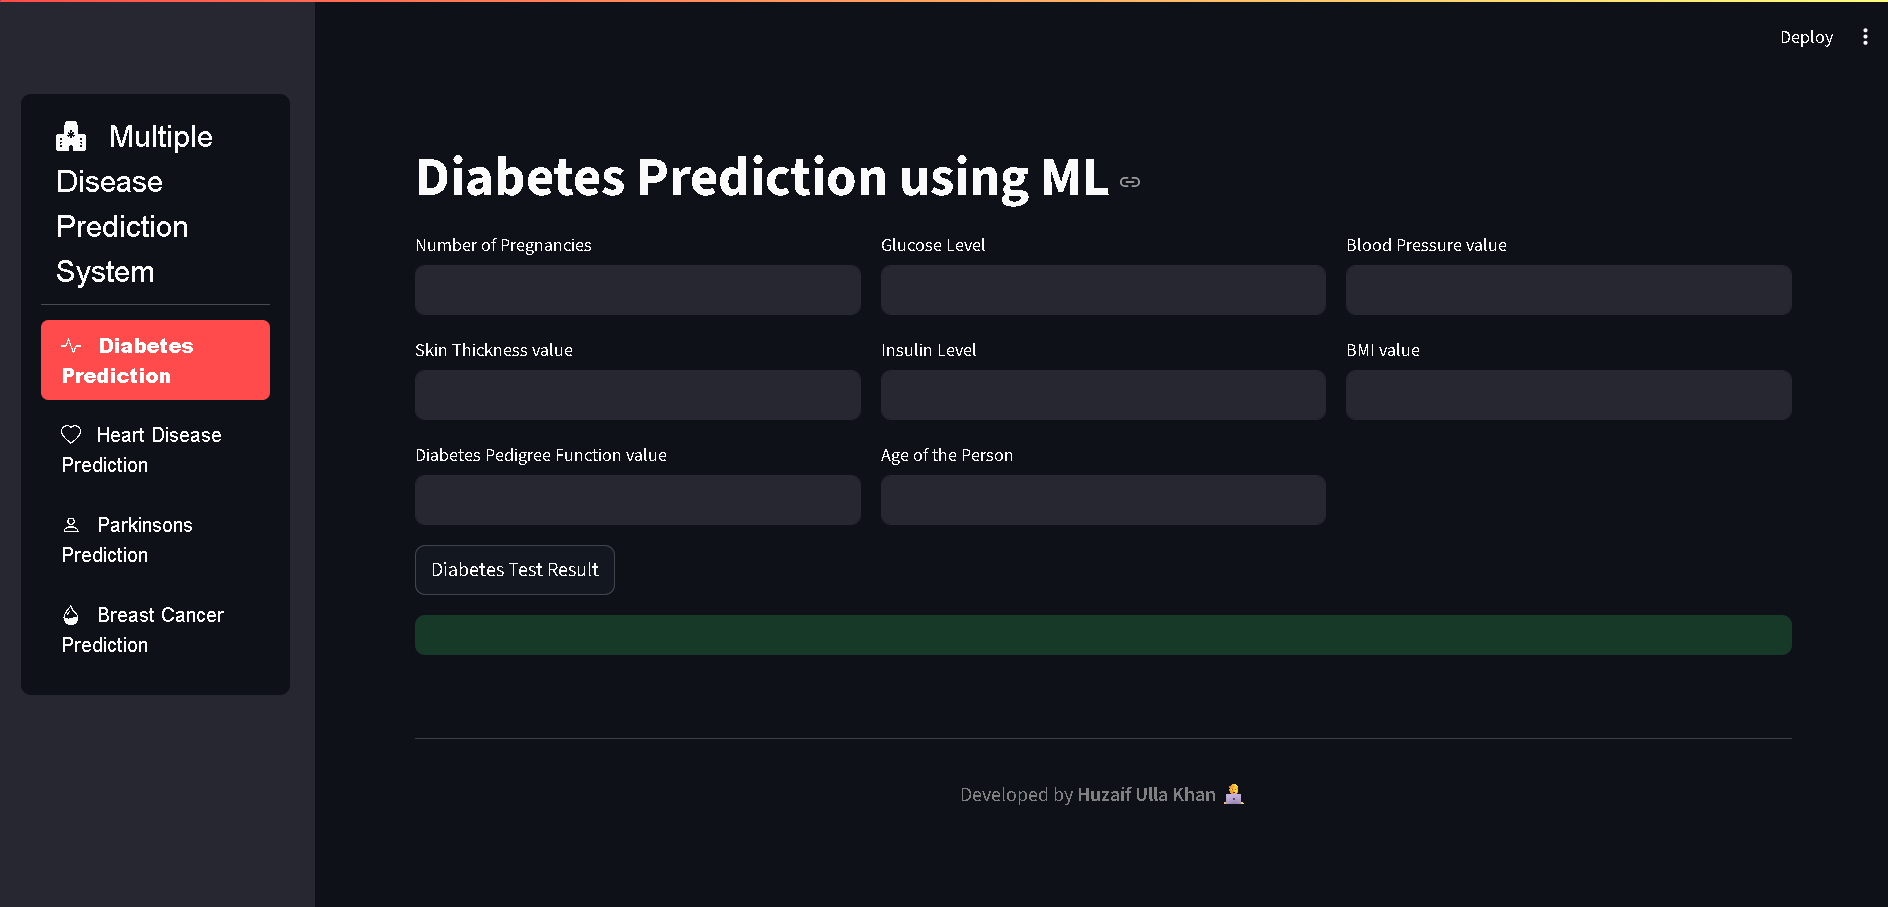 Deploy
Multiple
Disease
Prediction
System
Diabetes
Prediction
Heart Disease
Prediction
Parkinsons
Prediction
Breast Cancer
Prediction
Diabetes Prediction using ML
Number of Pregnancies
Glucose Level
Blood Pressure value
Skin Thickness value
Insulin Level
BMI value
Diabetes Pedigree Function value
Age of the Person
Diabetes Test Result
Developed by Huzaif Ulla Khan